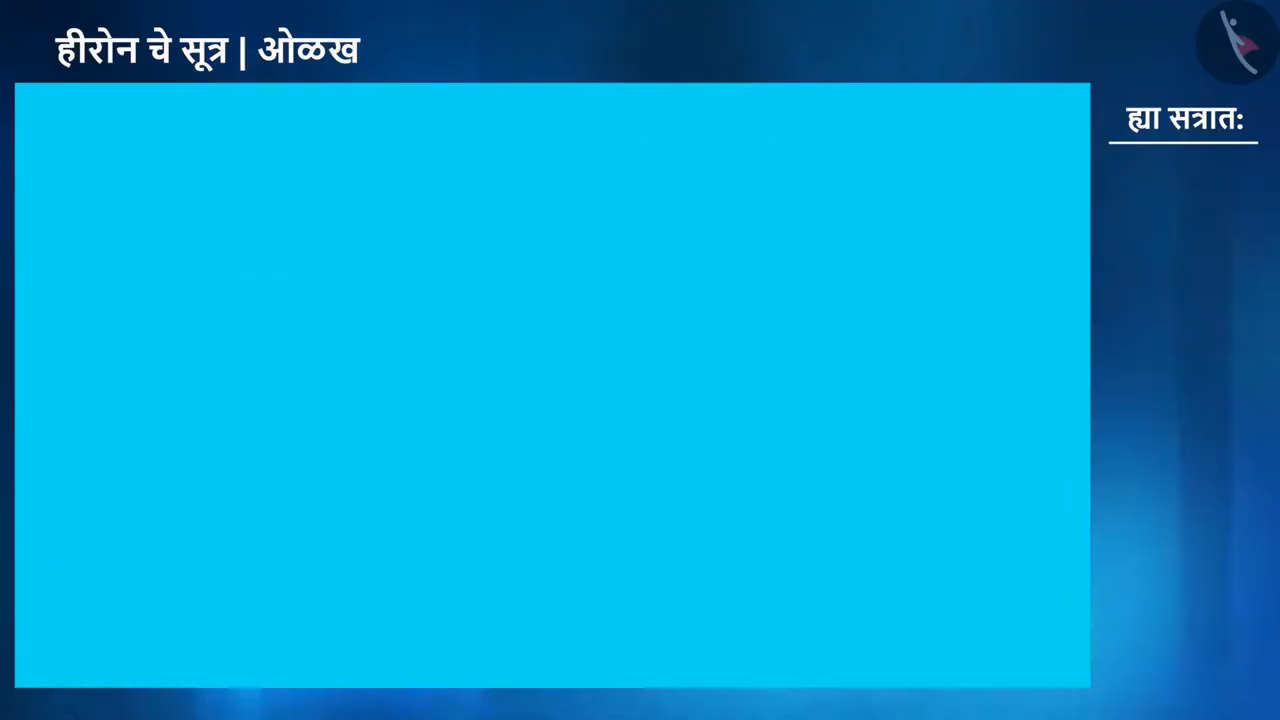 हीरोन चे सूत्र | ओळख
ह्या सत्रात: